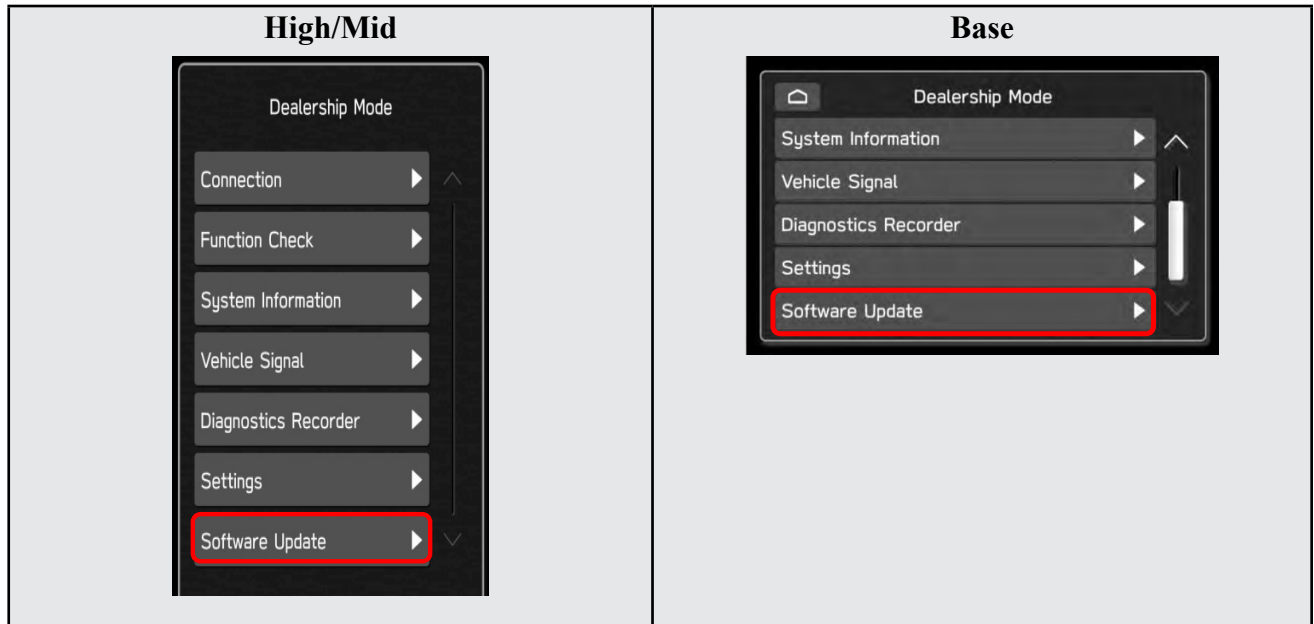 High/Mid
Dealership Mode
Connection
Function Check
System Information
Vehicle Signal
Diagnostics Recorder
Settings
Software Update
Base
Dealership Mode
System Information
Vehicle Signal
Diagnostics Recorder
Settings
Software Update